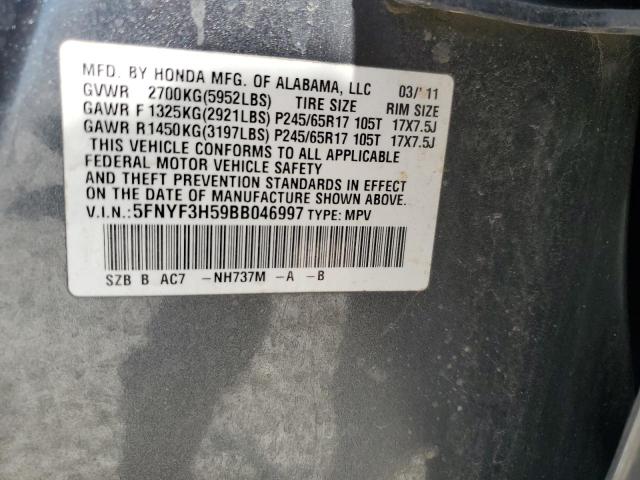 MFD. BY HONDA MFG. OF ALABAMA, LLC 03/'11
GVWR 2700KG(5952LBS) TIRE SIZE RIM SIZE
GAWR F 1325KG(2921LBS) P245/65R17 105T 17X7.5J
GAWR R 1450KG(3197LBS) P245/65R17 105T 17X7.5J
THIS VEHICLE CONFORMS TO ALL APPLICABLE
FEDERAL MOTOR VEHICLE SAFETY
AND THEFT PREVENTION STANDARDS IN EFFECT
ON THE DATE OF MANUFACTURE SHOWN ABOVE.
V.I.N.:5FNYF3H59BB046997 TYPE: MPV
SZB B AC7 -NH737M -A -B